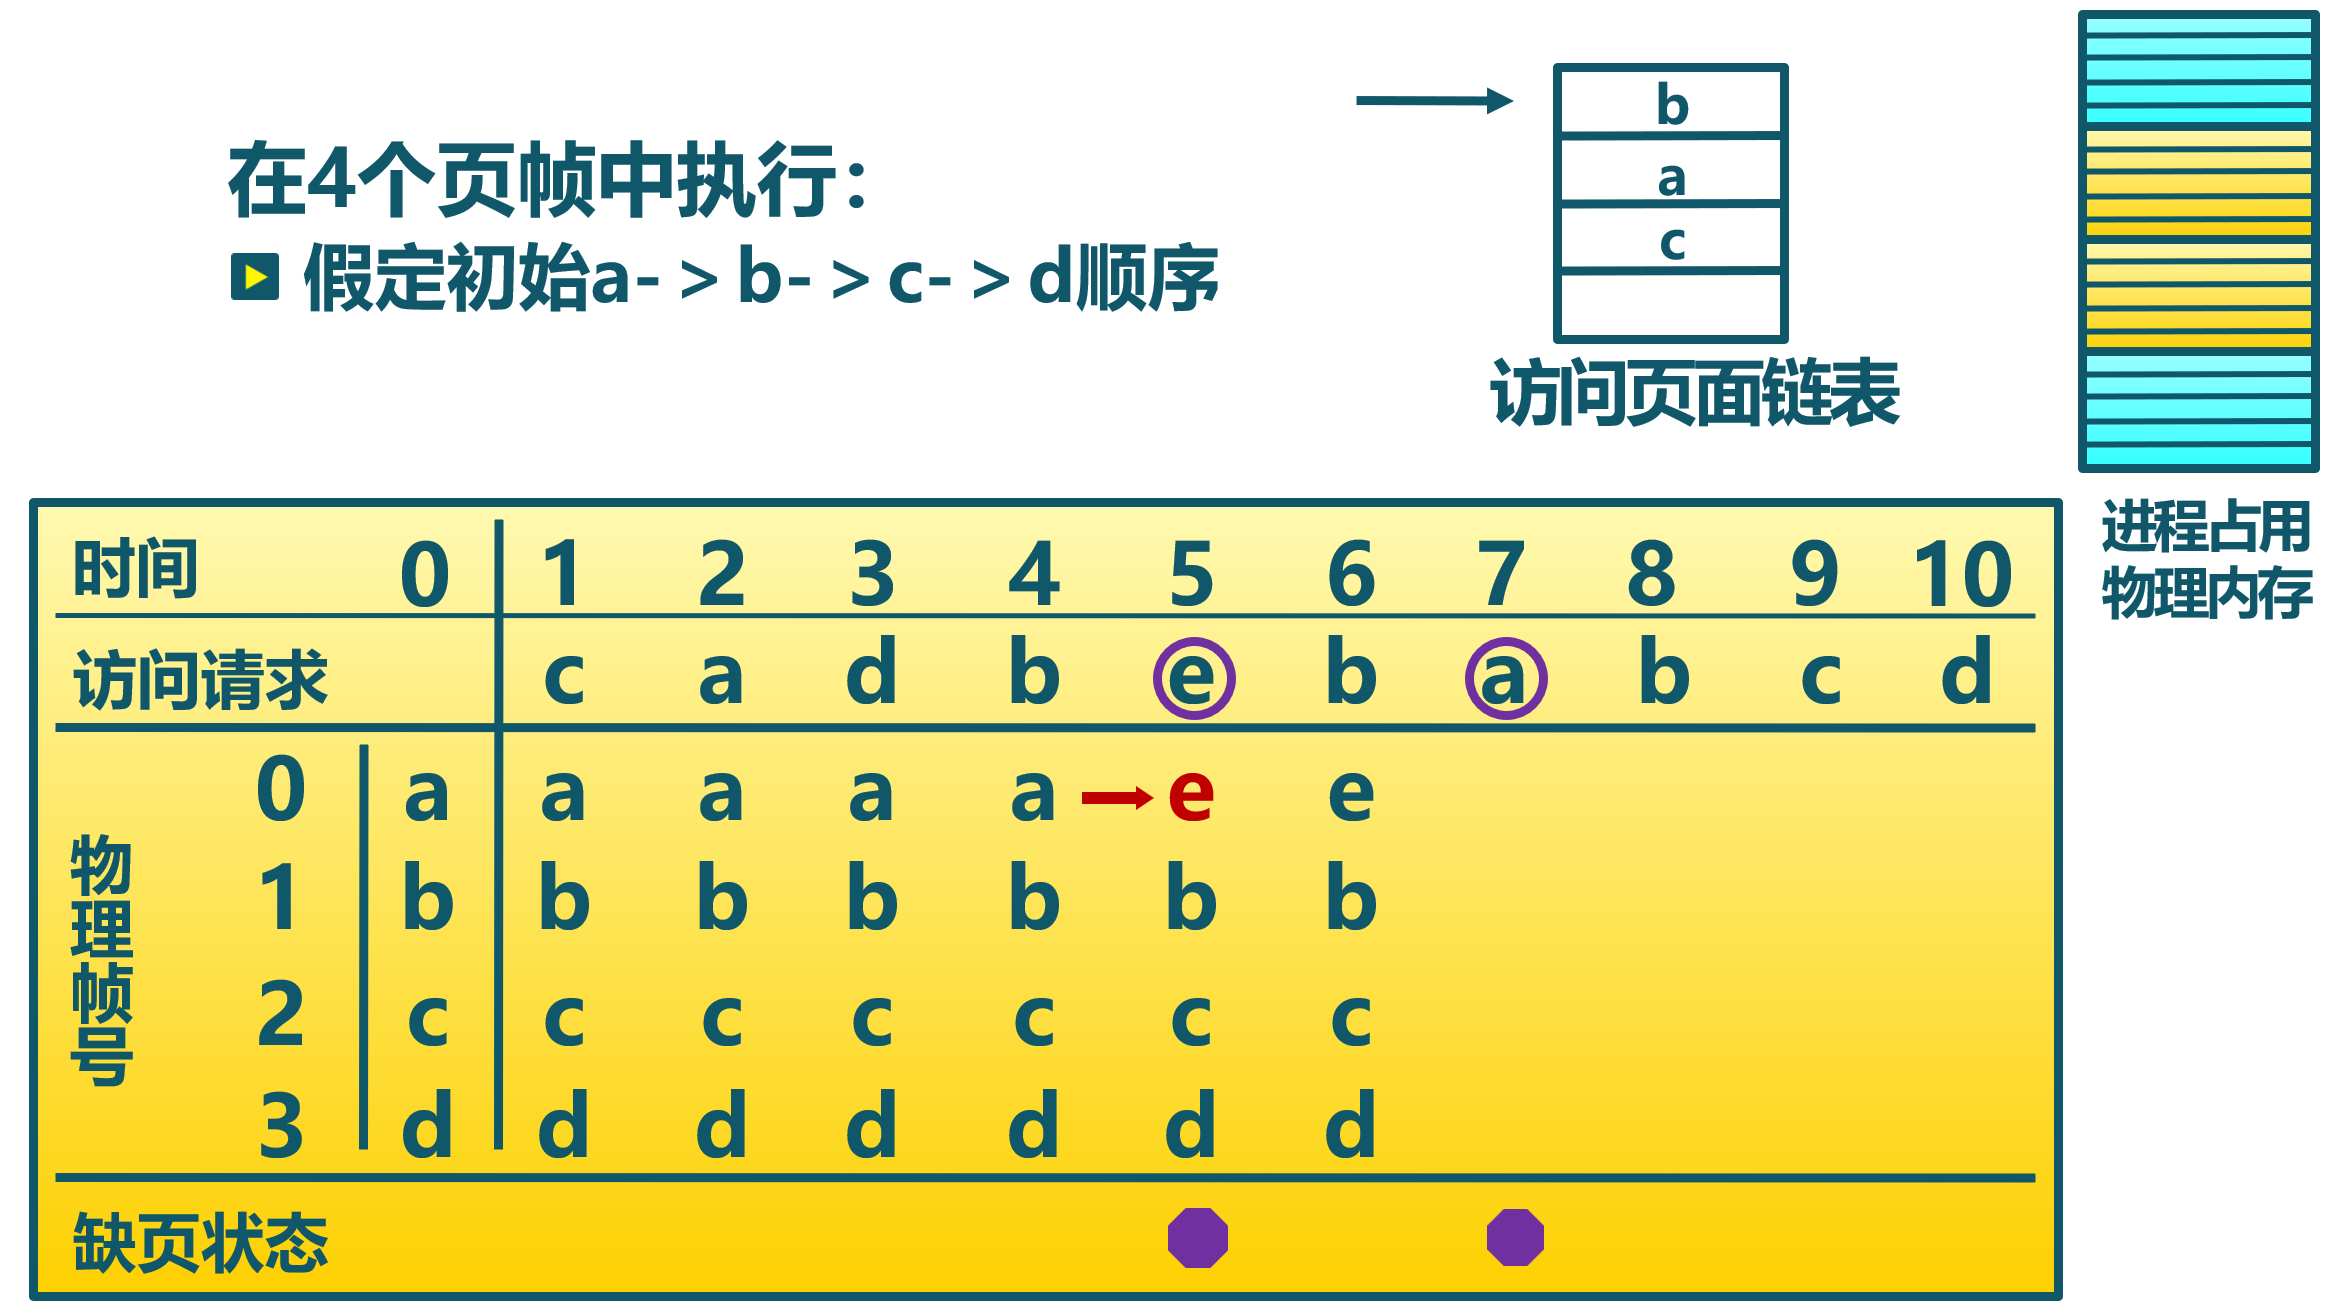 b
a
c
在4个页帧中执行：
假定初始a->b->c->d顺序
访问页面链表
进程占用
物理内存
时间 0 1 2 3 4 5 6 7 8 9 10
访问请求 c a d b e b a b c d
物理帧号
0 a a a a a e e
1 b b b b b b b
2 c c c c c c c
3 d d d d d d d
缺页状态